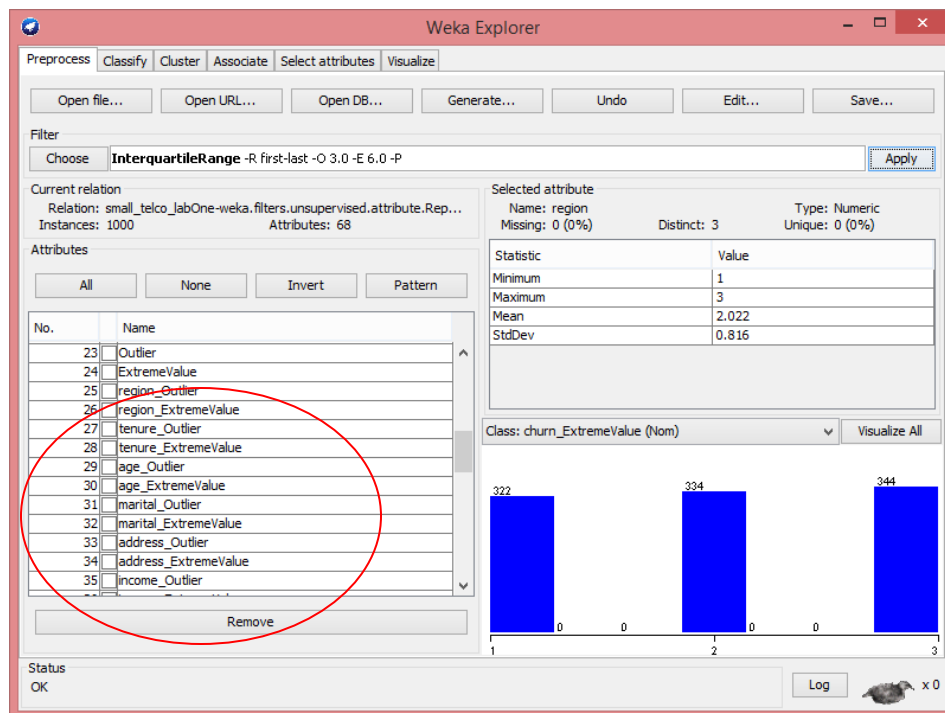 Weka Explorer
Preprocess Classify Cluster Associate Select attributes Visualize
Open file... Open URL... Open DB... Generate... Undo Edit... Save...
Filter
Choose InterquartileRange -R first-last -O 3.0 -E 6.0 -P Apply
Current relation
Relation: small_telco_labOne-weka.filters.unsupervised.attribute.Rep...
Instances: 1000 Attributes: 68
Attributes
All None Invert Pattern
No. Name
23 Outlier
24 ExtremeValue
25 region_Outlier
26 region_ExtremeValue
27 tenure_Outlier
28 tenure_ExtremeValue
29 age_Outlier
30 age_ExtremeValue
31 marital_Outlier
32 marital_ExtremeValue
33 address_Outlier
34 address_ExtremeValue
35 income_Outlier
Remove
Selected attribute
Name: region Type: Numeric
Missing: 0 (0%) Distinct: 3 Unique: 0 (0%)
Statistic Value
Minimum 1
Maximum 3
Mean 2.022
StdDev 0.816
Class: churn_ExtremeValue (Nom) Visualize All
322 334 344
0 0 0 0
1 2 3
Status
OK Log x 0